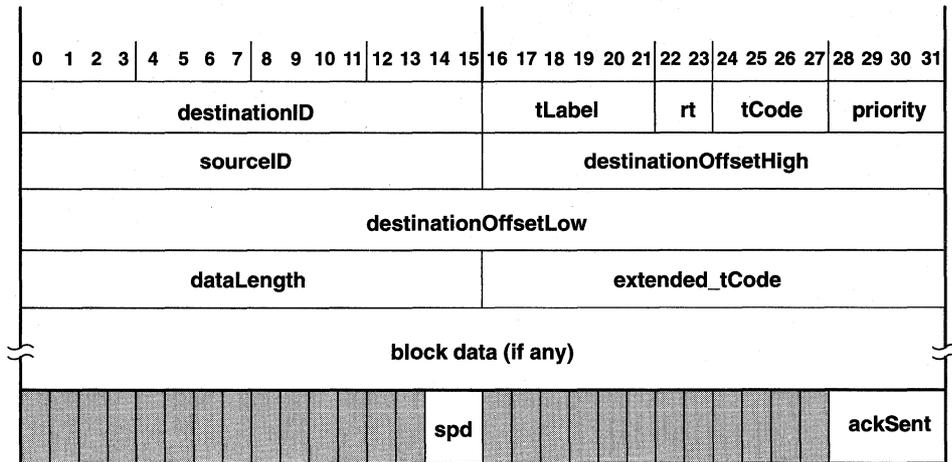 0 1 2 3 4 5 6 7 8 9 10 11 12 13 14 15 16 17 18 19 20 21 22 23 24 25 26 27 28 29 30 31
destinationID tLabel rt tCode priority
sourceID destinationOffsetHigh
destinationOffsetLow
dataLength extended_tCode
block data (if any)
spd ackSent